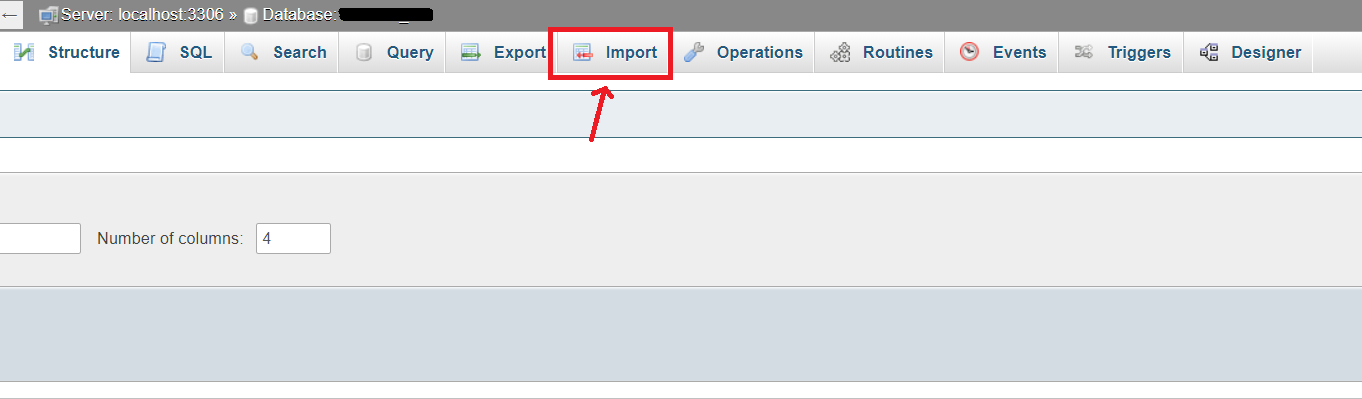 Server: localhost:3306 » Database:
Structure SQL Search Query Export Import Operations Routines Events Triggers Designer
Number of columns: 4